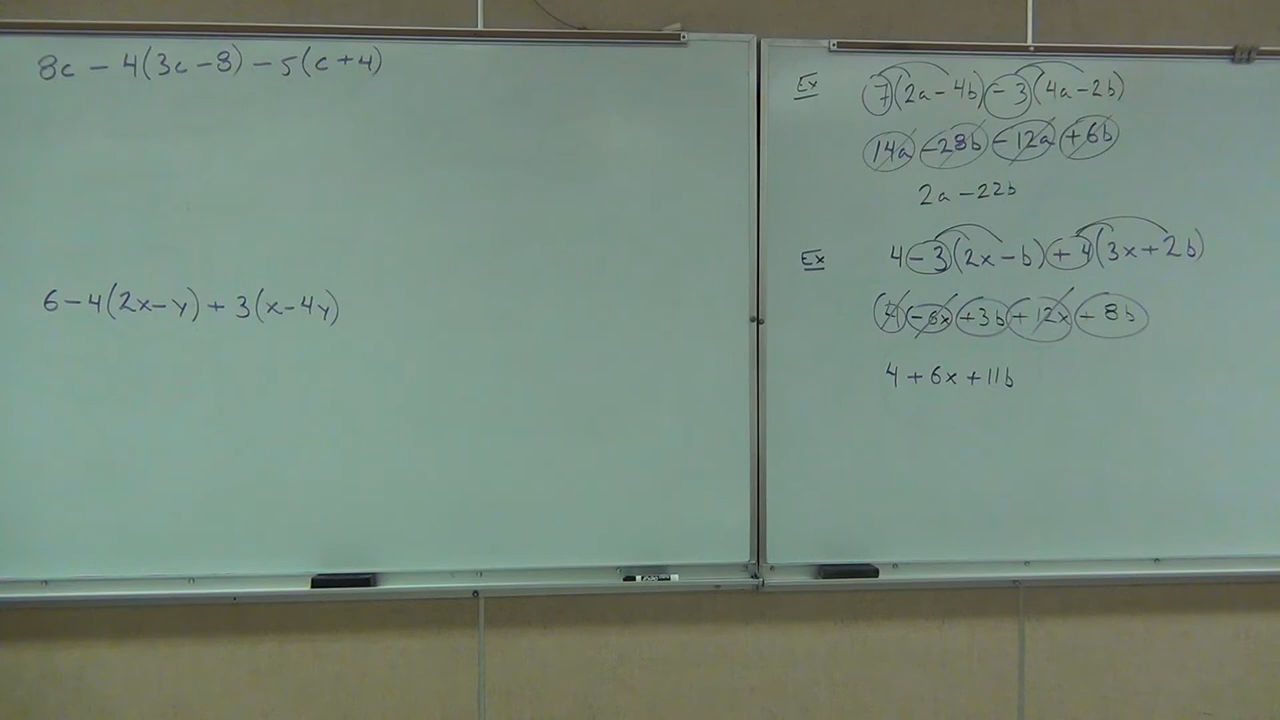 8c - 4(3c - 8) - 5(c + 4)
6 - 4(2x - y) + 3(x - 4y)
Ex 7(2a - 4b) - 3(4a - 2b)
14a - 28b - 12a + 6b
2a - 22b
Ex 4 - 3(2x - b) + 4(3x + 2b)
4 - 6x + 3b + 12x + 8b
4 + 6x + 11b